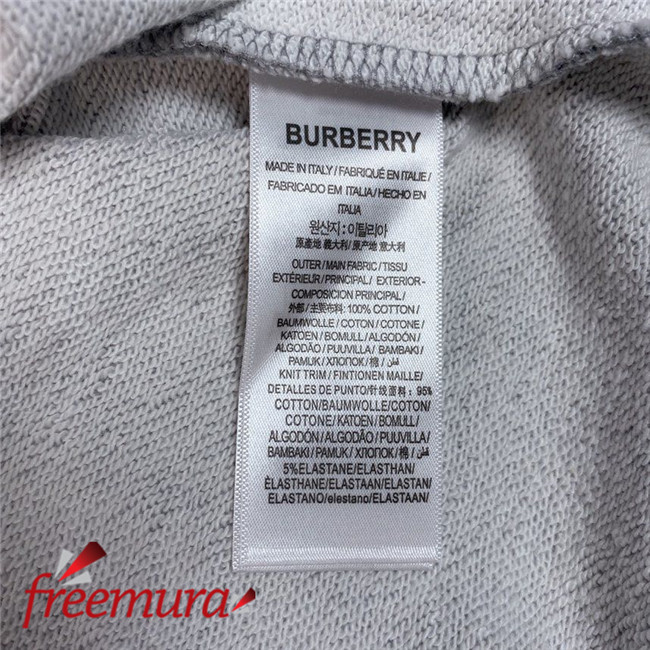 BURBERRY
MADE IN ITALY / FABRIQUÉ EN ITALIE /
FABRICADO EM ITALIA / HECHO EN
ITALIA
원산지 : 이탈리아
原產地 義大利 / 原产地 意大利
OUTER / MAIN FABRIC / TISSU
EXTÉRIEUR / PRINCIPAL / EXTERIOR-
COMPOSICION PRINCIPAL /
外部 / 主要布料: 100% COTTON /
BAUMWOLLE / COTON / COTONE /
KATOEN / BOMULL / ALGODÓN /
ALGODÃO / PUUVILLA / BAMBAKI /
PAMUK / ХЛОПОК / 棉 / قطن /
KNIT TRIM / FINTIONEN MAILLE /
DETALLES DE PUNTO / 针线面料 : 95%
COTTON/BAUMWOLLE/COTON/
COTONE / KATOEN / BOMULL /
ALGODÓN / ALGODÃO / PUUVILLA /
BAMBAKI / PAMUK / ХЛОПОК / 棉 / قطن /
5%ELASTANE/ELASTHAN/
ÉLASTHANE/ELASTAAN/ELASTAN/
ELASTANO/elestano/ELASTAAN/
freemura